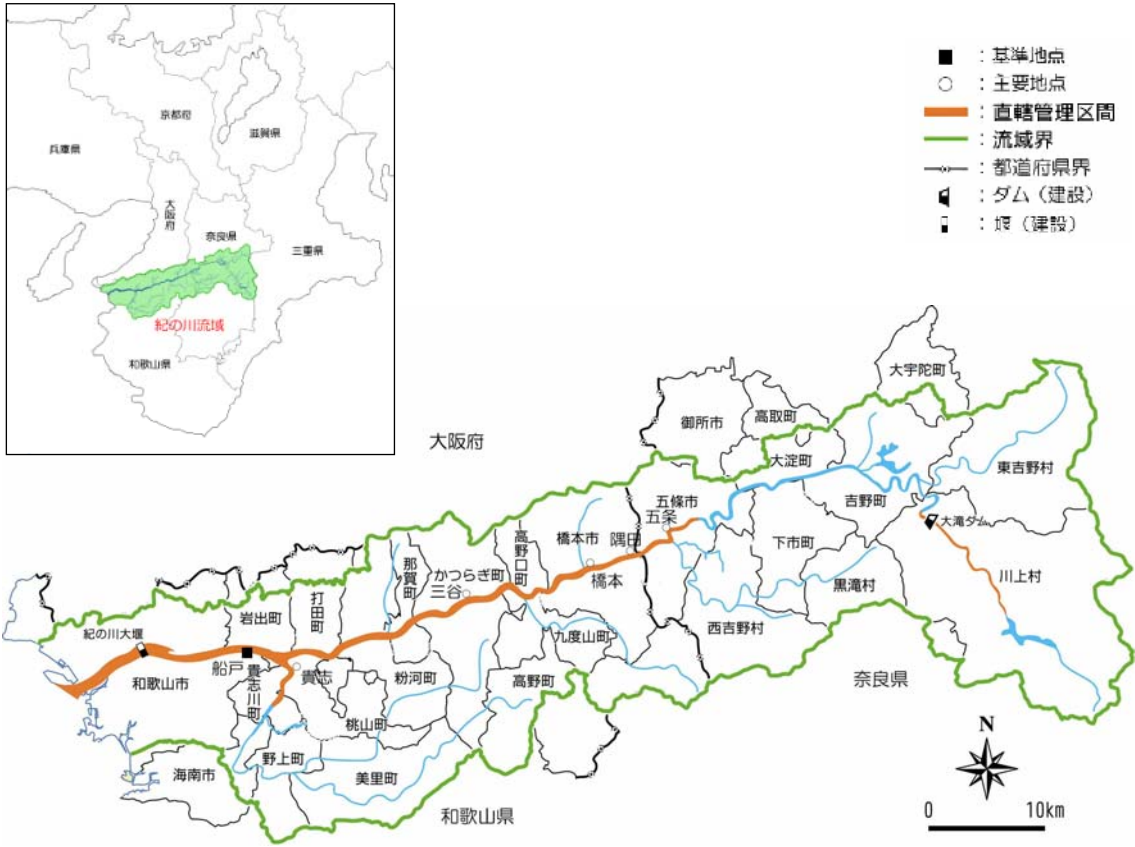 京都府
滋賀県
兵庫県
大阪府
奈良県
三重県
紀の川流域
和歌山県
■ : 基準地点
○ : 主要地点
: 直轄管理区間
: 流域界
: 都道府県界
: ダム（建設）
: 堰（建設）
大阪府
御所市
高取町
大宇陀町
大淀町
東吉野村
五條市
五条
吉野町
大滝ダム
下市町
川上村
黒滝村
西吉野村
橋本市
隅田
橋本
高野口町
かつらぎ町
三谷
那賀町
打田町
岩出町
紀の川大堰
船戸
和歌山市
貴志川町
貴志
粉河町
九度山町
高野町
桃山町
野上町
美里町
海南市
奈良県
和歌山県
N
0 10km